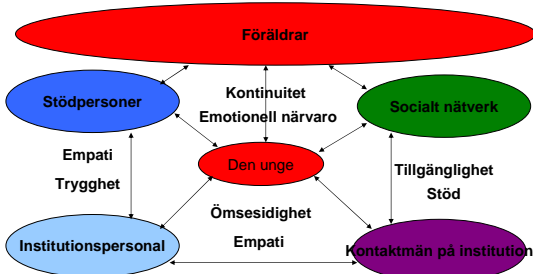 Föräldrar
Stödpersoner
Kontinuitet
Emotionell närvaro
Socialt nätverk
Empati
Trygghet
Den unge
Tillgänglighet
Stöd
Ömsesidighet
Empati
Institutionspersonal
Kontaktmän på institution